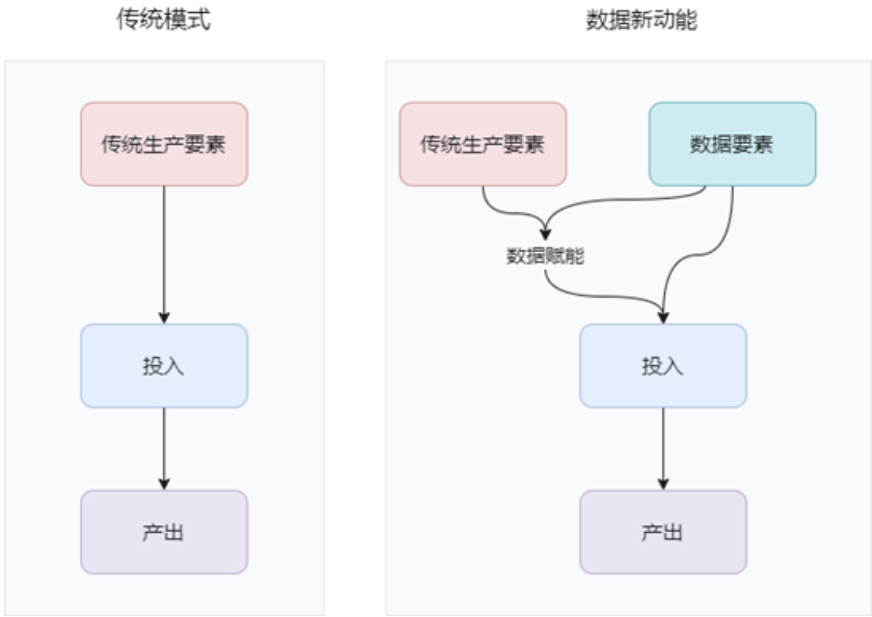 传统模式
传统生产要素
投入
产出
数据新动能
传统生产要素
数据要素
数据赋能
投入
产出